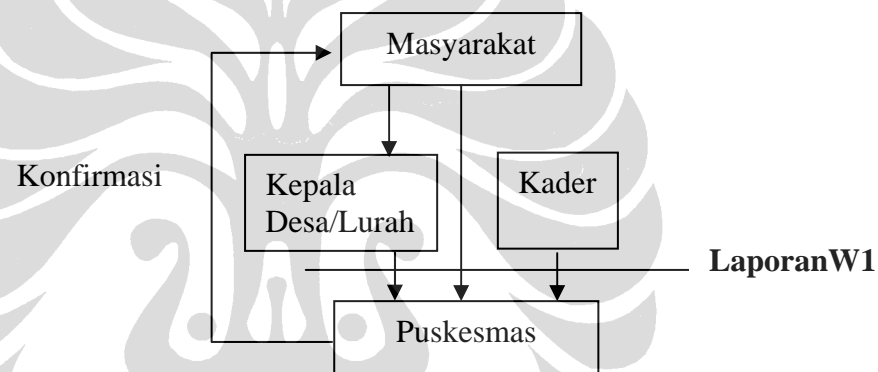 Masyarakat
Konfirmasi
Kepala
Desa/Lurah
Kader
LaporanW1
Puskesmas